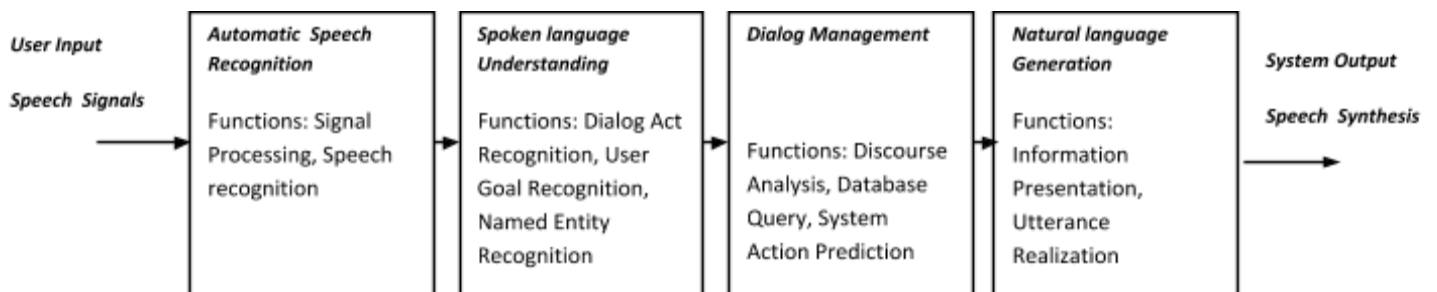 User Input
Speech Signals
Automatic Speech
Recognition
Functions: Signal
Processing, Speech
recognition
Spoken language
Understanding
Functions: Dialog Act
Recognition, User
Goal Recognition,
Named Entity
Recognition
Dialog Management
Functions: Discourse
Analysis, Database
Query, System
Action Prediction
Natural language
Generation
Functions:
Information
Presentation,
Utterance
Realization
System Output
Speech Synthesis